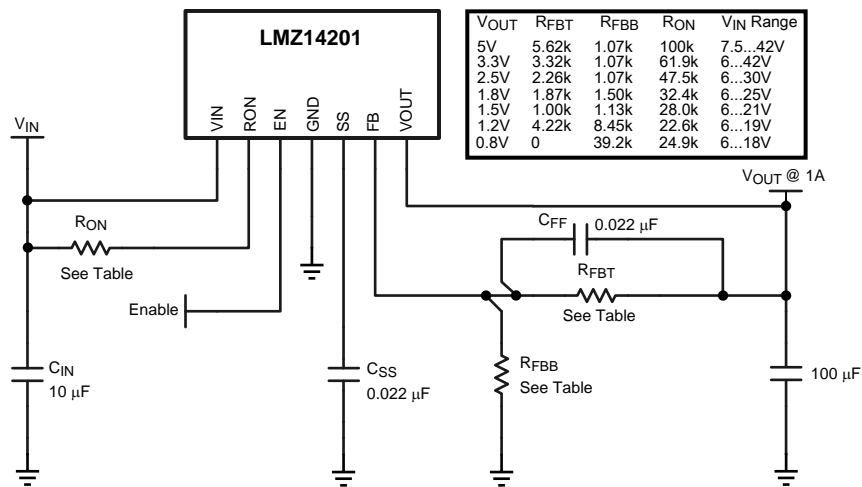 LMZ14201
VIN
RON
EN
GND
SS
FB
VOUT
VOUT RFBT RFBB RON VIN Range
5V 5.62k 1.07k 100k 7.5...42V
3.3V 3.32k 1.07k 61.9k 6...42V
2.5V 2.26k 1.07k 47.5k 6...30V
1.8V 1.87k 1.50k 32.4k 6...25V
1.5V 1.00k 1.13k 28.0k 6...21V
1.2V 4.22k 8.45k 22.6k 6...19V
0.8V 0 39.2k 24.9k 6...18V
VIN
VOUT @ 1A
RON
See Table
CFF 0.022 μF
RFBT
See Table
Enable
CIN
10 μF
CSS
0.022 μF
RFBB
See Table
100 μF